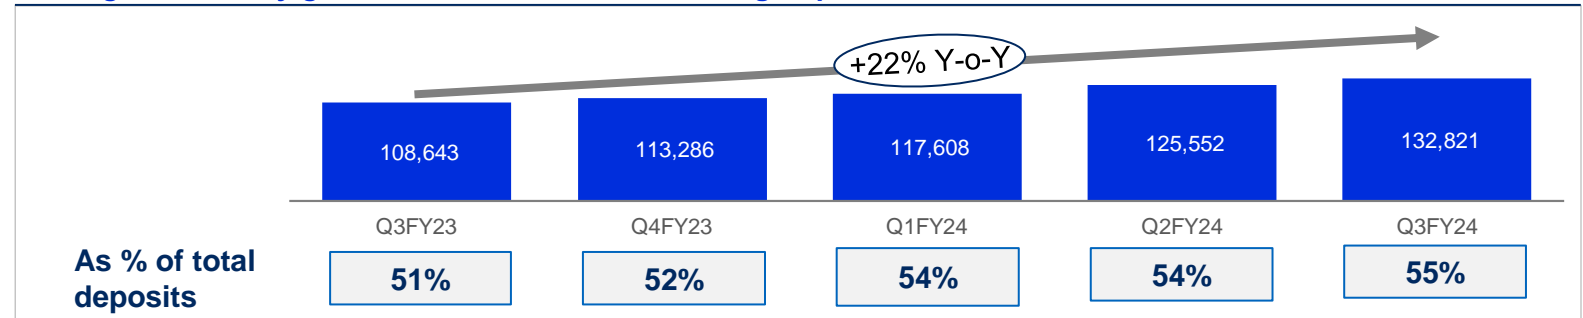 +22% Y-o-Y
108,643 113,286 117,608 125,552 132,821
Q3FY23 Q4FY23 Q1FY24 Q2FY24 Q3FY24
As % of total
deposits
51% 52% 54% 54% 55%